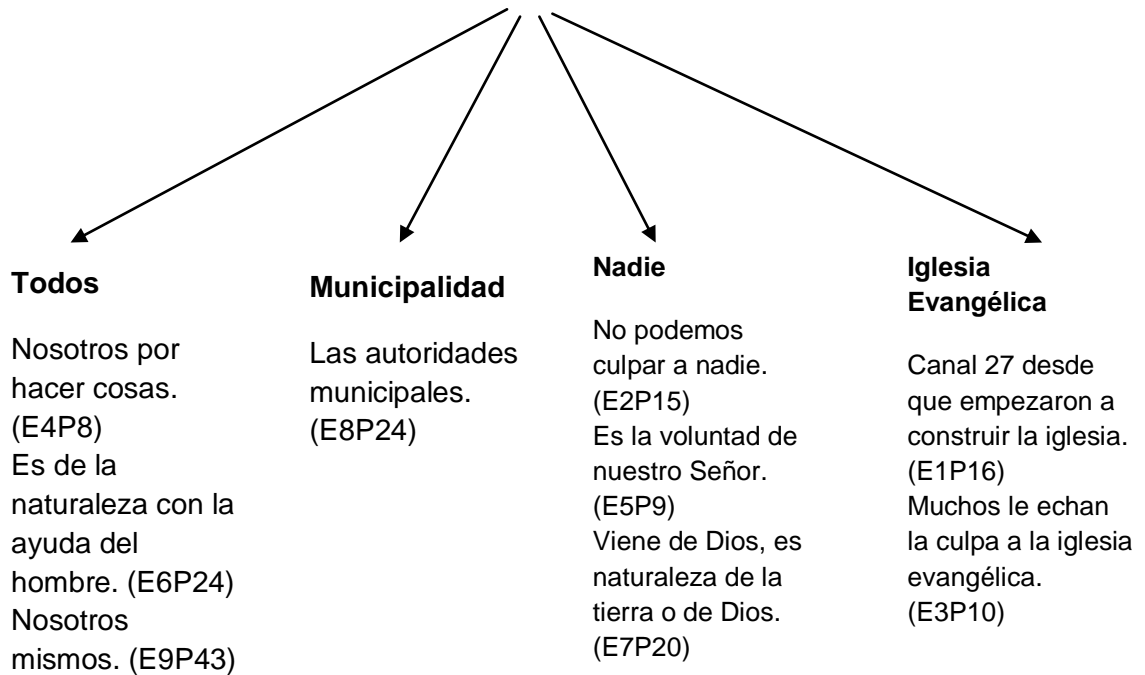 Todos
Nosotros por
hacer cosas.
(E4P8)
Es de la
naturaleza con la
ayuda del
hombre. (E6P24)
Nosotros
mismos. (E9P43)
Municipalidad
Las autoridades
municipales.
(E8P24)
Nadie
No podemos
culpar a nadie.
(E2P15)
Es la voluntad de
nuestro Señor.
(E5P9)
Viene de Dios, es
naturaleza de la
tierra o de Dios.
(E7P20)
Iglesia
Evangélica
Canal 27 desde
que empezaron a
construir la iglesia.
(E1P16)
Muchos le echan
la culpa a la iglesia
evangélica.
(E3P10)